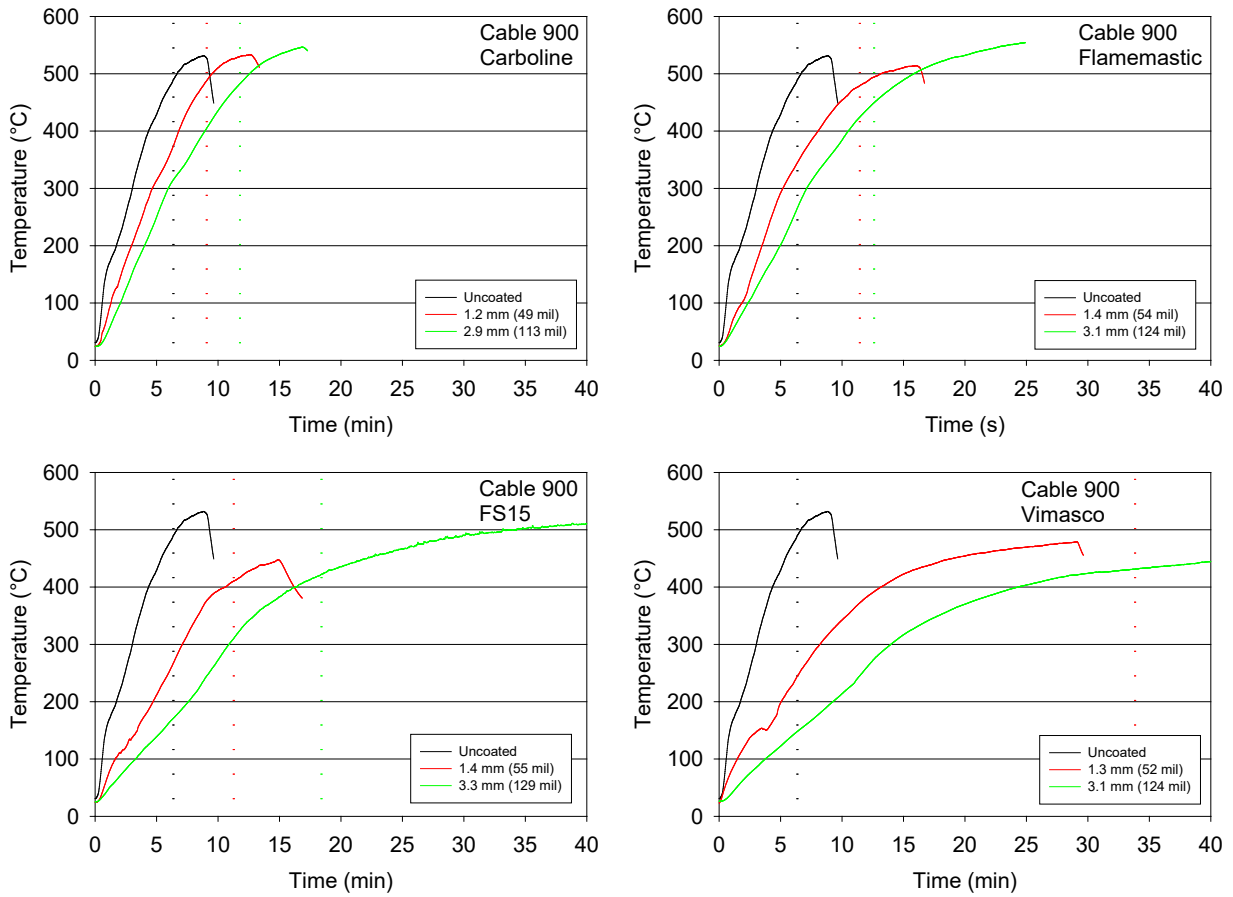 Cable 900
Carboline
600
500
400
300
200
100
0
Temperature (°C)
0 5 10 15 20 25 30 35 40
Time (min)
Uncoated
1.2 mm (49 mil)
2.9 mm (113 mil)
Cable 900
Flamemastic
600
500
400
300
200
100
0
Temperature (°C)
0 5 10 15 20 25 30 35 40
Time (s)
Uncoated
1.4 mm (54 mil)
3.1 mm (124 mil)
Cable 900
FS15
600
500
400
300
200
100
0
Temperature (°C)
0 5 10 15 20 25 30 35 40
Time (min)
Uncoated
1.4 mm (55 mil)
3.3 mm (129 mil)
Cable 900
Vimasco
600
500
400
300
200
100
0
Temperature (°C)
0 5 10 15 20 25 30 35 40
Time (min)
Uncoated
1.3 mm (52 mil)
3.1 mm (124 mil)